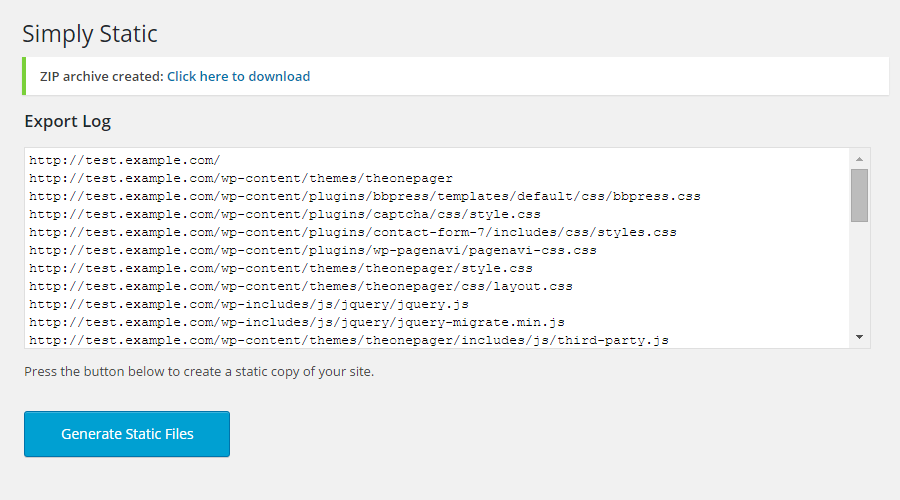 Simply Static
ZIP archive created: Click here to download
Export Log
http://test.example.com/
http://test.example.com/wp-content/themes/theonepager
http://test.example.com/wp-content/plugins/bbpress/templates/default/css/bbpress.css
http://test.example.com/wp-content/plugins/captcha/css/style.css
http://test.example.com/wp-content/plugins/contact-form-7/includes/css/styles.css
http://test.example.com/wp-content/plugins/wp-pagenavi/pagenavi-css.css
http://test.example.com/wp-content/themes/theonepager/style.css
http://test.example.com/wp-content/themes/theonepager/css/layout.css
http://test.example.com/wp-includes/js/jquery/jquery.js
http://test.example.com/wp-includes/js/jquery/jquery-migrate.min.js
http://test.example.com/wp-content/themes/theonepager/includes/js/third-party.js
Press the button below to create a static copy of your site.
Generate Static Files